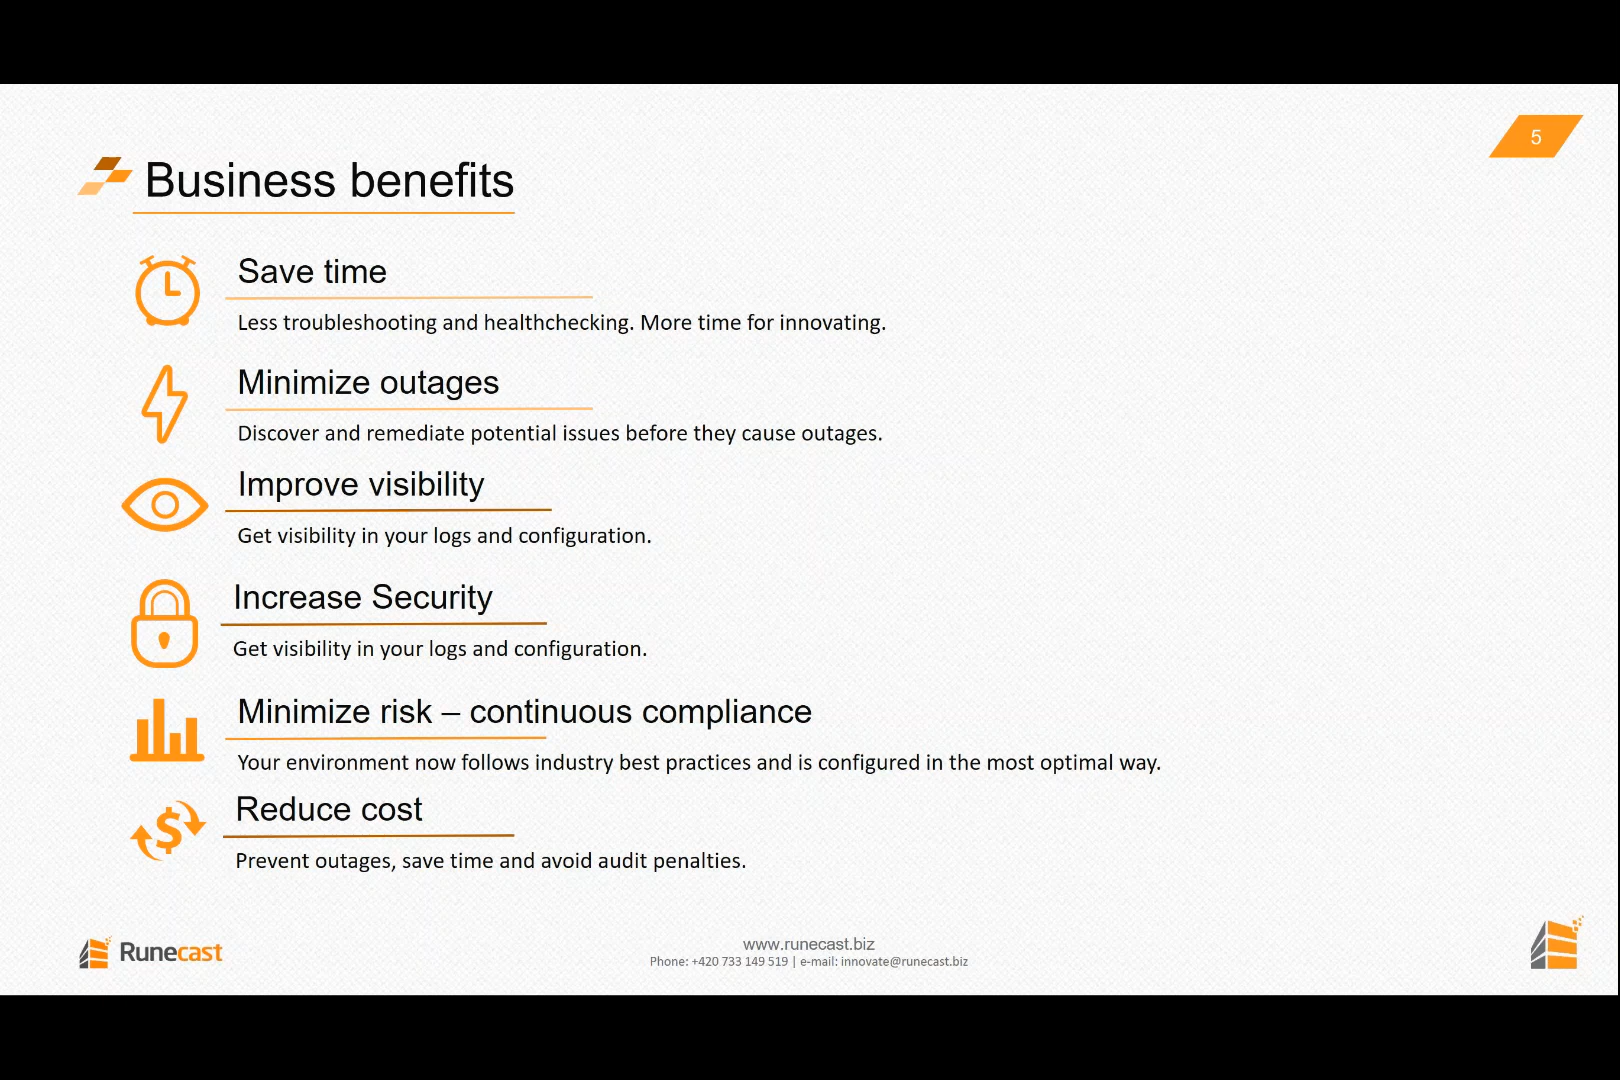 5
Business benefits
Save time
Less troubleshooting and healthchecking. More time for innovating.
Minimize outages
Discover and remediate potential issues before they cause outages.
Improve visibility
Get visibility in your logs and configuration.
Increase Security
Get visibility in your logs and configuration.
Minimize risk – continuous compliance
Your environment now follows industry best practices and is configured in the most optimal way.
$
Reduce cost
Prevent outages, save time and avoid audit penalties.
Runecast
www.runecast.biz
Phone: +420 733 149 519 | e-mail: innovate@runecast.biz